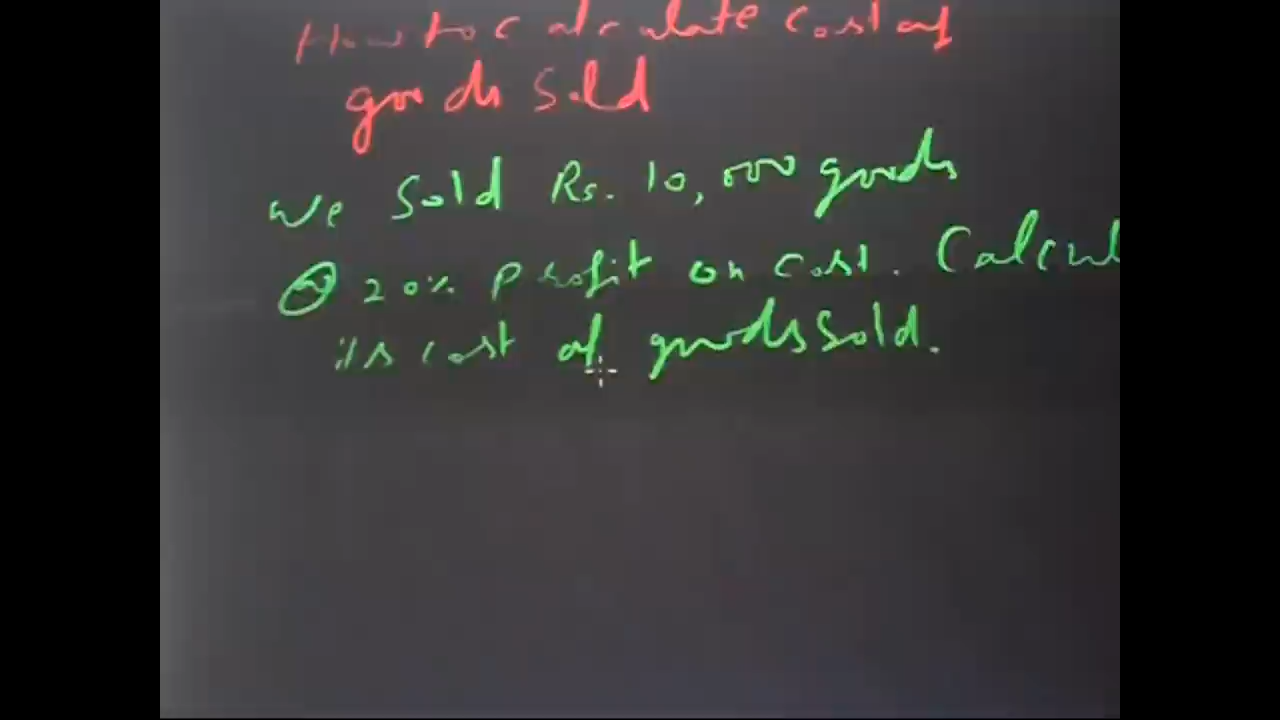 How to calculate cost of
goods sold
We sold Rs. 10,000 goods
@ 20% profit on cost. Calcul
its cost of goods sold.